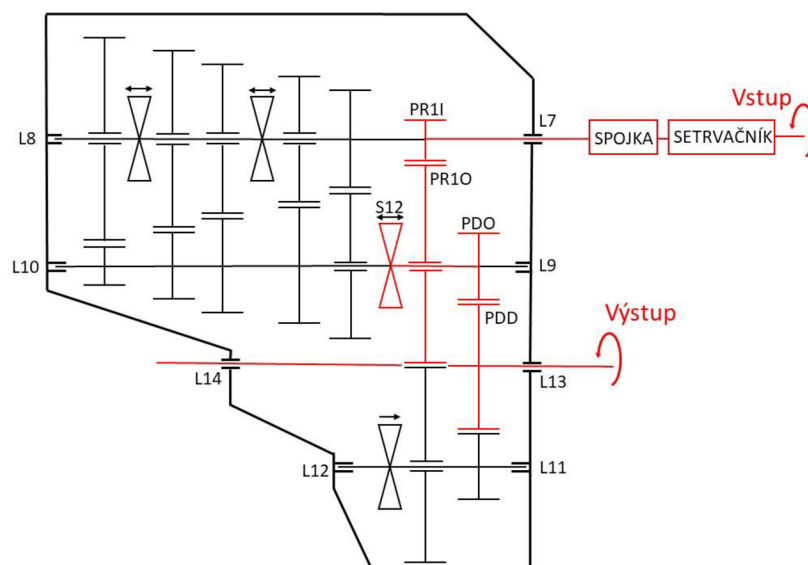 PR1I
L7
Vstup
L8
SPOJKA
SETRVAČNÍK
PR1O
S12
PDO
L10
L9
PDD
Výstup
L14
L13
L12
L11